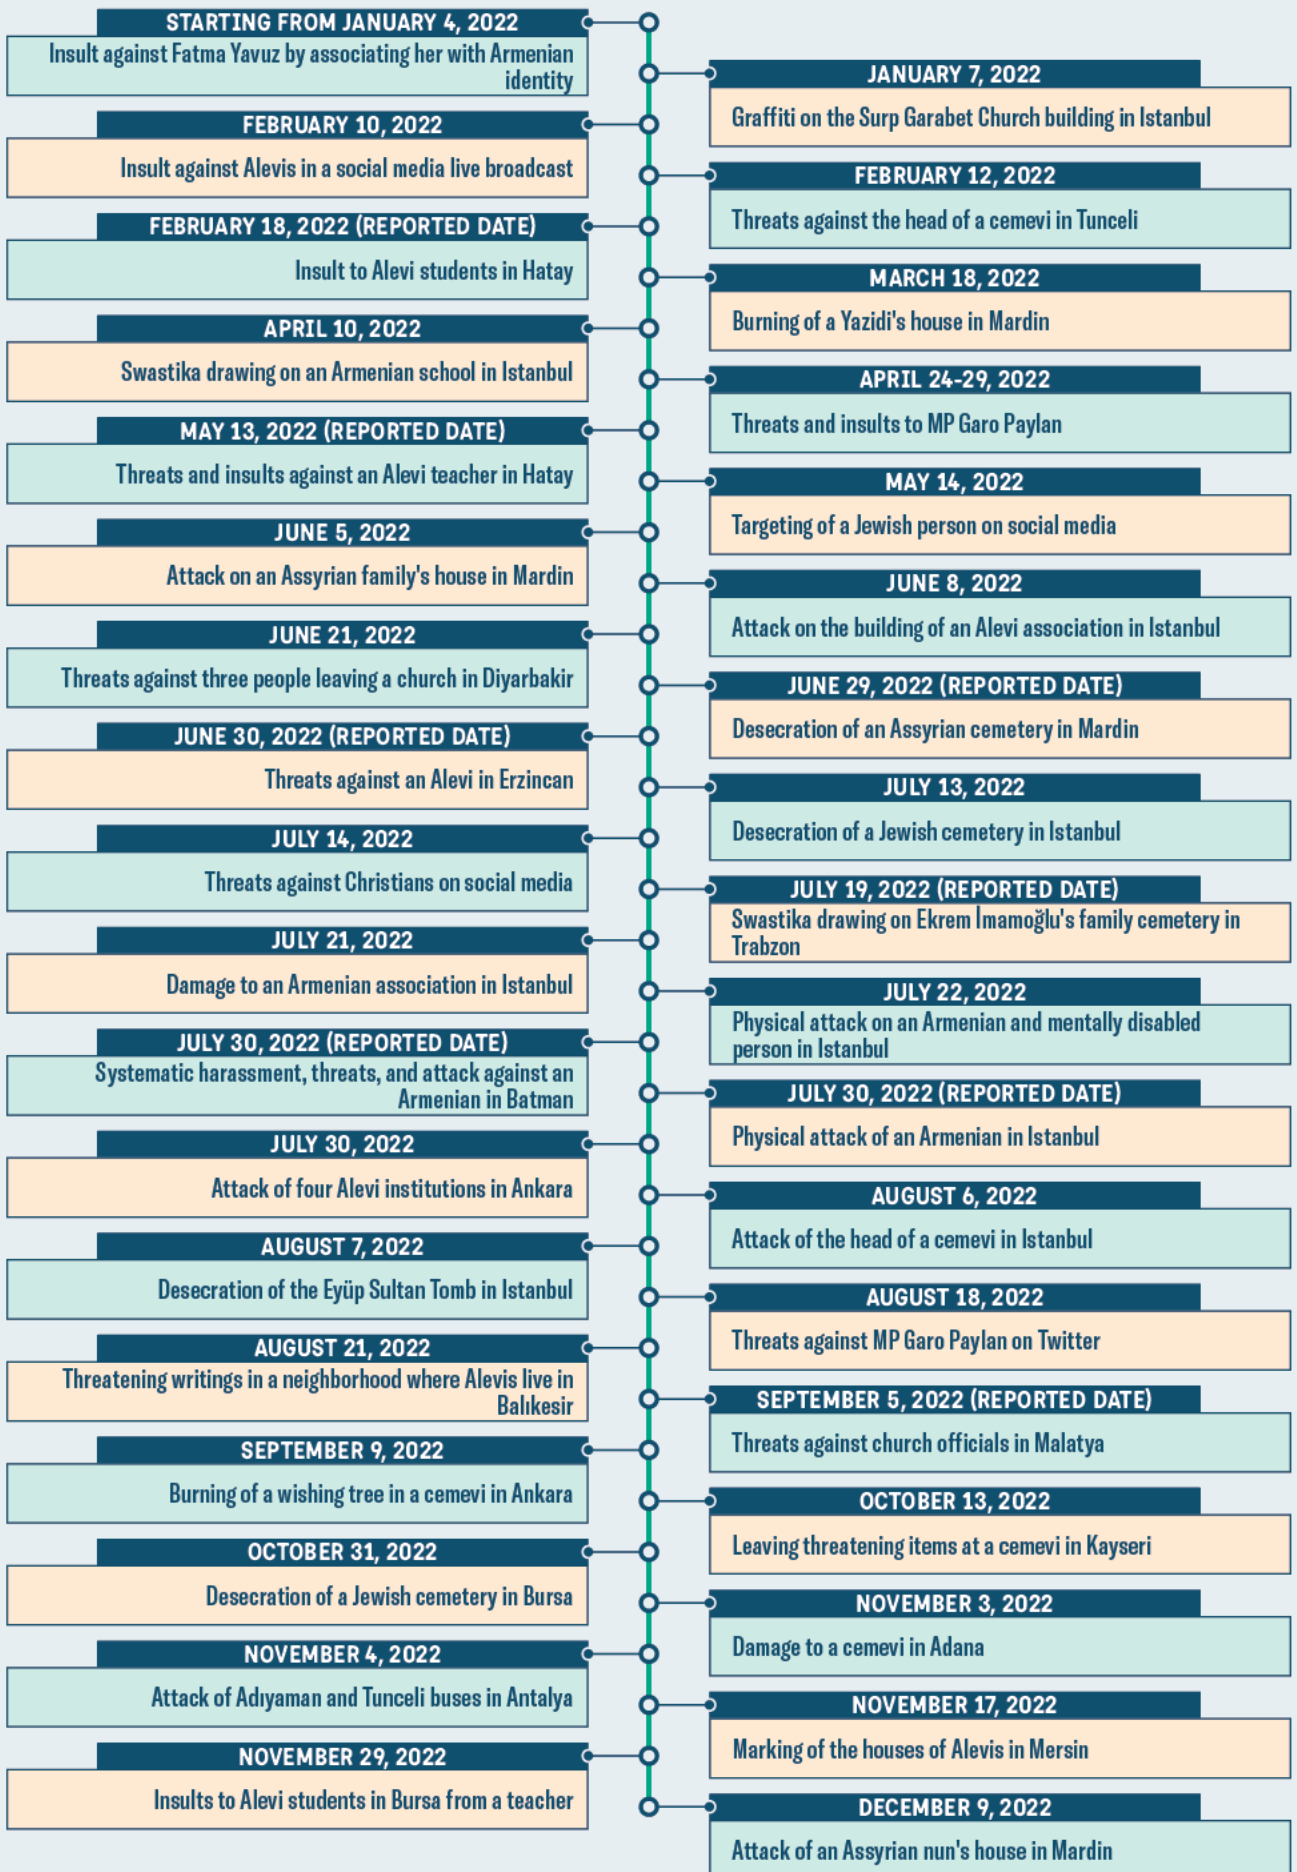 STARTING FROM JANUARY 4, 2022
Insult against Fatma Yavuz by associating her with Armenian
identity
JANUARY 7, 2022
Graffiti on the Surp Garabet Church building in Istanbul
FEBRUARY 10, 2022
Insult against Alevis in a social media live broadcast
FEBRUARY 12, 2022
Threats against the head of a cemevi in Tunceli
FEBRUARY 18, 2022 (REPORTED DATE)
Insult to Alevi students in Hatay
MARCH 18, 2022
Burning of a Yazidi's house in Mardin
APRIL 10, 2022
Swastika drawing on an Armenian school in Istanbul
APRIL 24-29, 2022
Threats and insults to MP Garo Paylan
MAY 13, 2022 (REPORTED DATE)
Threats and insults against an Alevi teacher in Hatay
MAY 14, 2022
Targeting of a Jewish person on social media
JUNE 5, 2022
Attack on an Assyrian family's house in Mardin
JUNE 8, 2022
Attack on the building of an Alevi association in Istanbul
JUNE 21, 2022
Threats against three people leaving a church in Diyarbakir
JUNE 29, 2022 (REPORTED DATE)
Desecration of an Assyrian cemetery in Mardin
JUNE 30, 2022 (REPORTED DATE)
Threats against an Alevi in Erzincan
JULY 13, 2022
Desecration of a Jewish cemetery in Istanbul
JULY 14, 2022
Threats against Christians on social media
JULY 19, 2022 (REPORTED DATE)
Swastika drawing on Ekrem İmamoğlu's family cemetery in
Trabzon
JULY 21, 2022
Damage to an Armenian association in Istanbul
JULY 22, 2022
Physical attack on an Armenian and mentally disabled
person in Istanbul
JULY 30, 2022 (REPORTED DATE)
Systematic harassment, threats, and attack against an
Armenian in Batman
JULY 30, 2022 (REPORTED DATE)
Physical attack of an Armenian in Istanbul
JULY 30, 2022
Attack of four Alevi institutions in Ankara
AUGUST 6, 2022
Attack of the head of a cemevi in Istanbul
AUGUST 7, 2022
Desecration of the Eyüp Sultan Tomb in Istanbul
AUGUST 18, 2022
Threats against MP Garo Paylan on Twitter
AUGUST 21, 2022
Threatening writings in a neighborhood where Alevis live in
Balıkesir
SEPTEMBER 5, 2022 (REPORTED DATE)
Threats against church officials in Malatya
SEPTEMBER 9, 2022
Burning of a wishing tree in a cemevi in Ankara
OCTOBER 13, 2022
Leaving threatening items at a cemevi in Kayseri
OCTOBER 31, 2022
Desecration of a Jewish cemetery in Bursa
NOVEMBER 3, 2022
Damage to a cemevi in Adana
NOVEMBER 4, 2022
Attack of Adıyaman and Tunceli buses in Antalya
NOVEMBER 17, 2022
Marking of the houses of Alevis in Mersin
NOVEMBER 29, 2022
Insults to Alevi students in Bursa from a teacher
DECEMBER 9, 2022
Attack of an Assyrian nun's house in Mardin